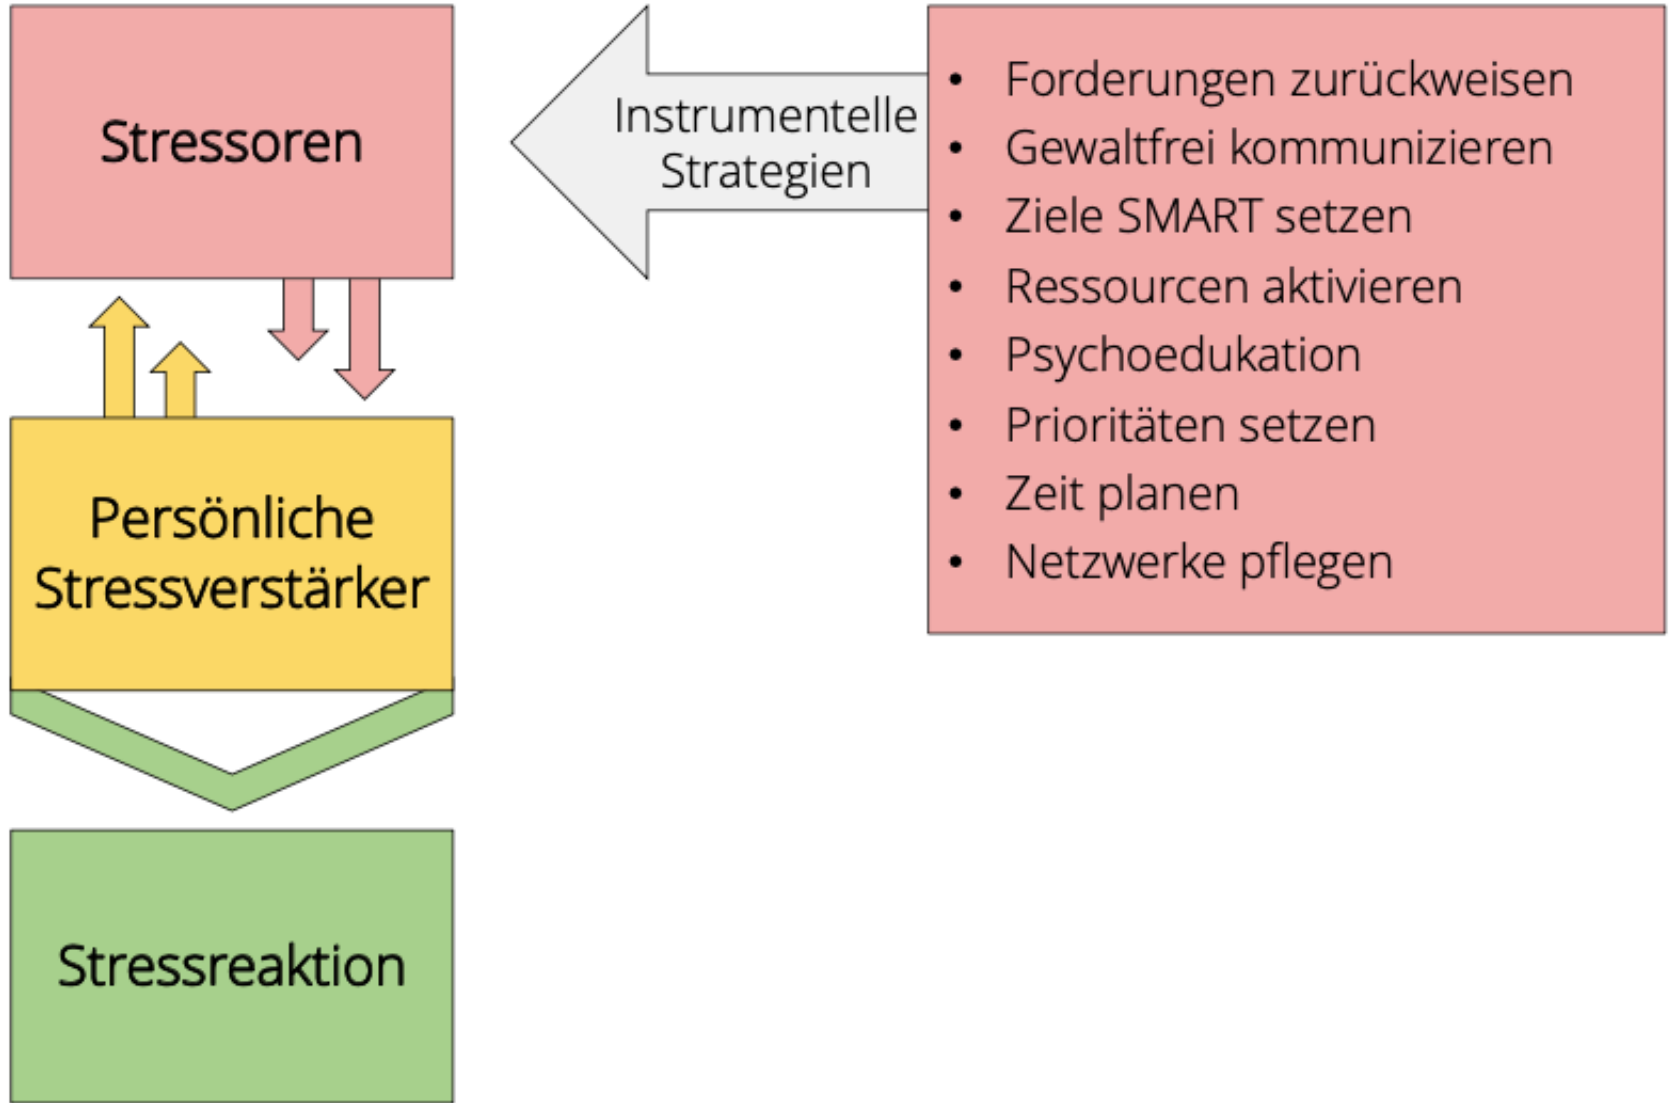 Stressoren
Instrumentelle
Strategien
• Forderungen zurückweisen
• Gewaltfrei kommunizieren
• Ziele SMART setzen
• Ressourcen aktivieren
• Psychoedukation
• Prioritäten setzen
• Zeit planen
• Netzwerke pflegen
Persönliche
Stressverstärker
Stressreaktion